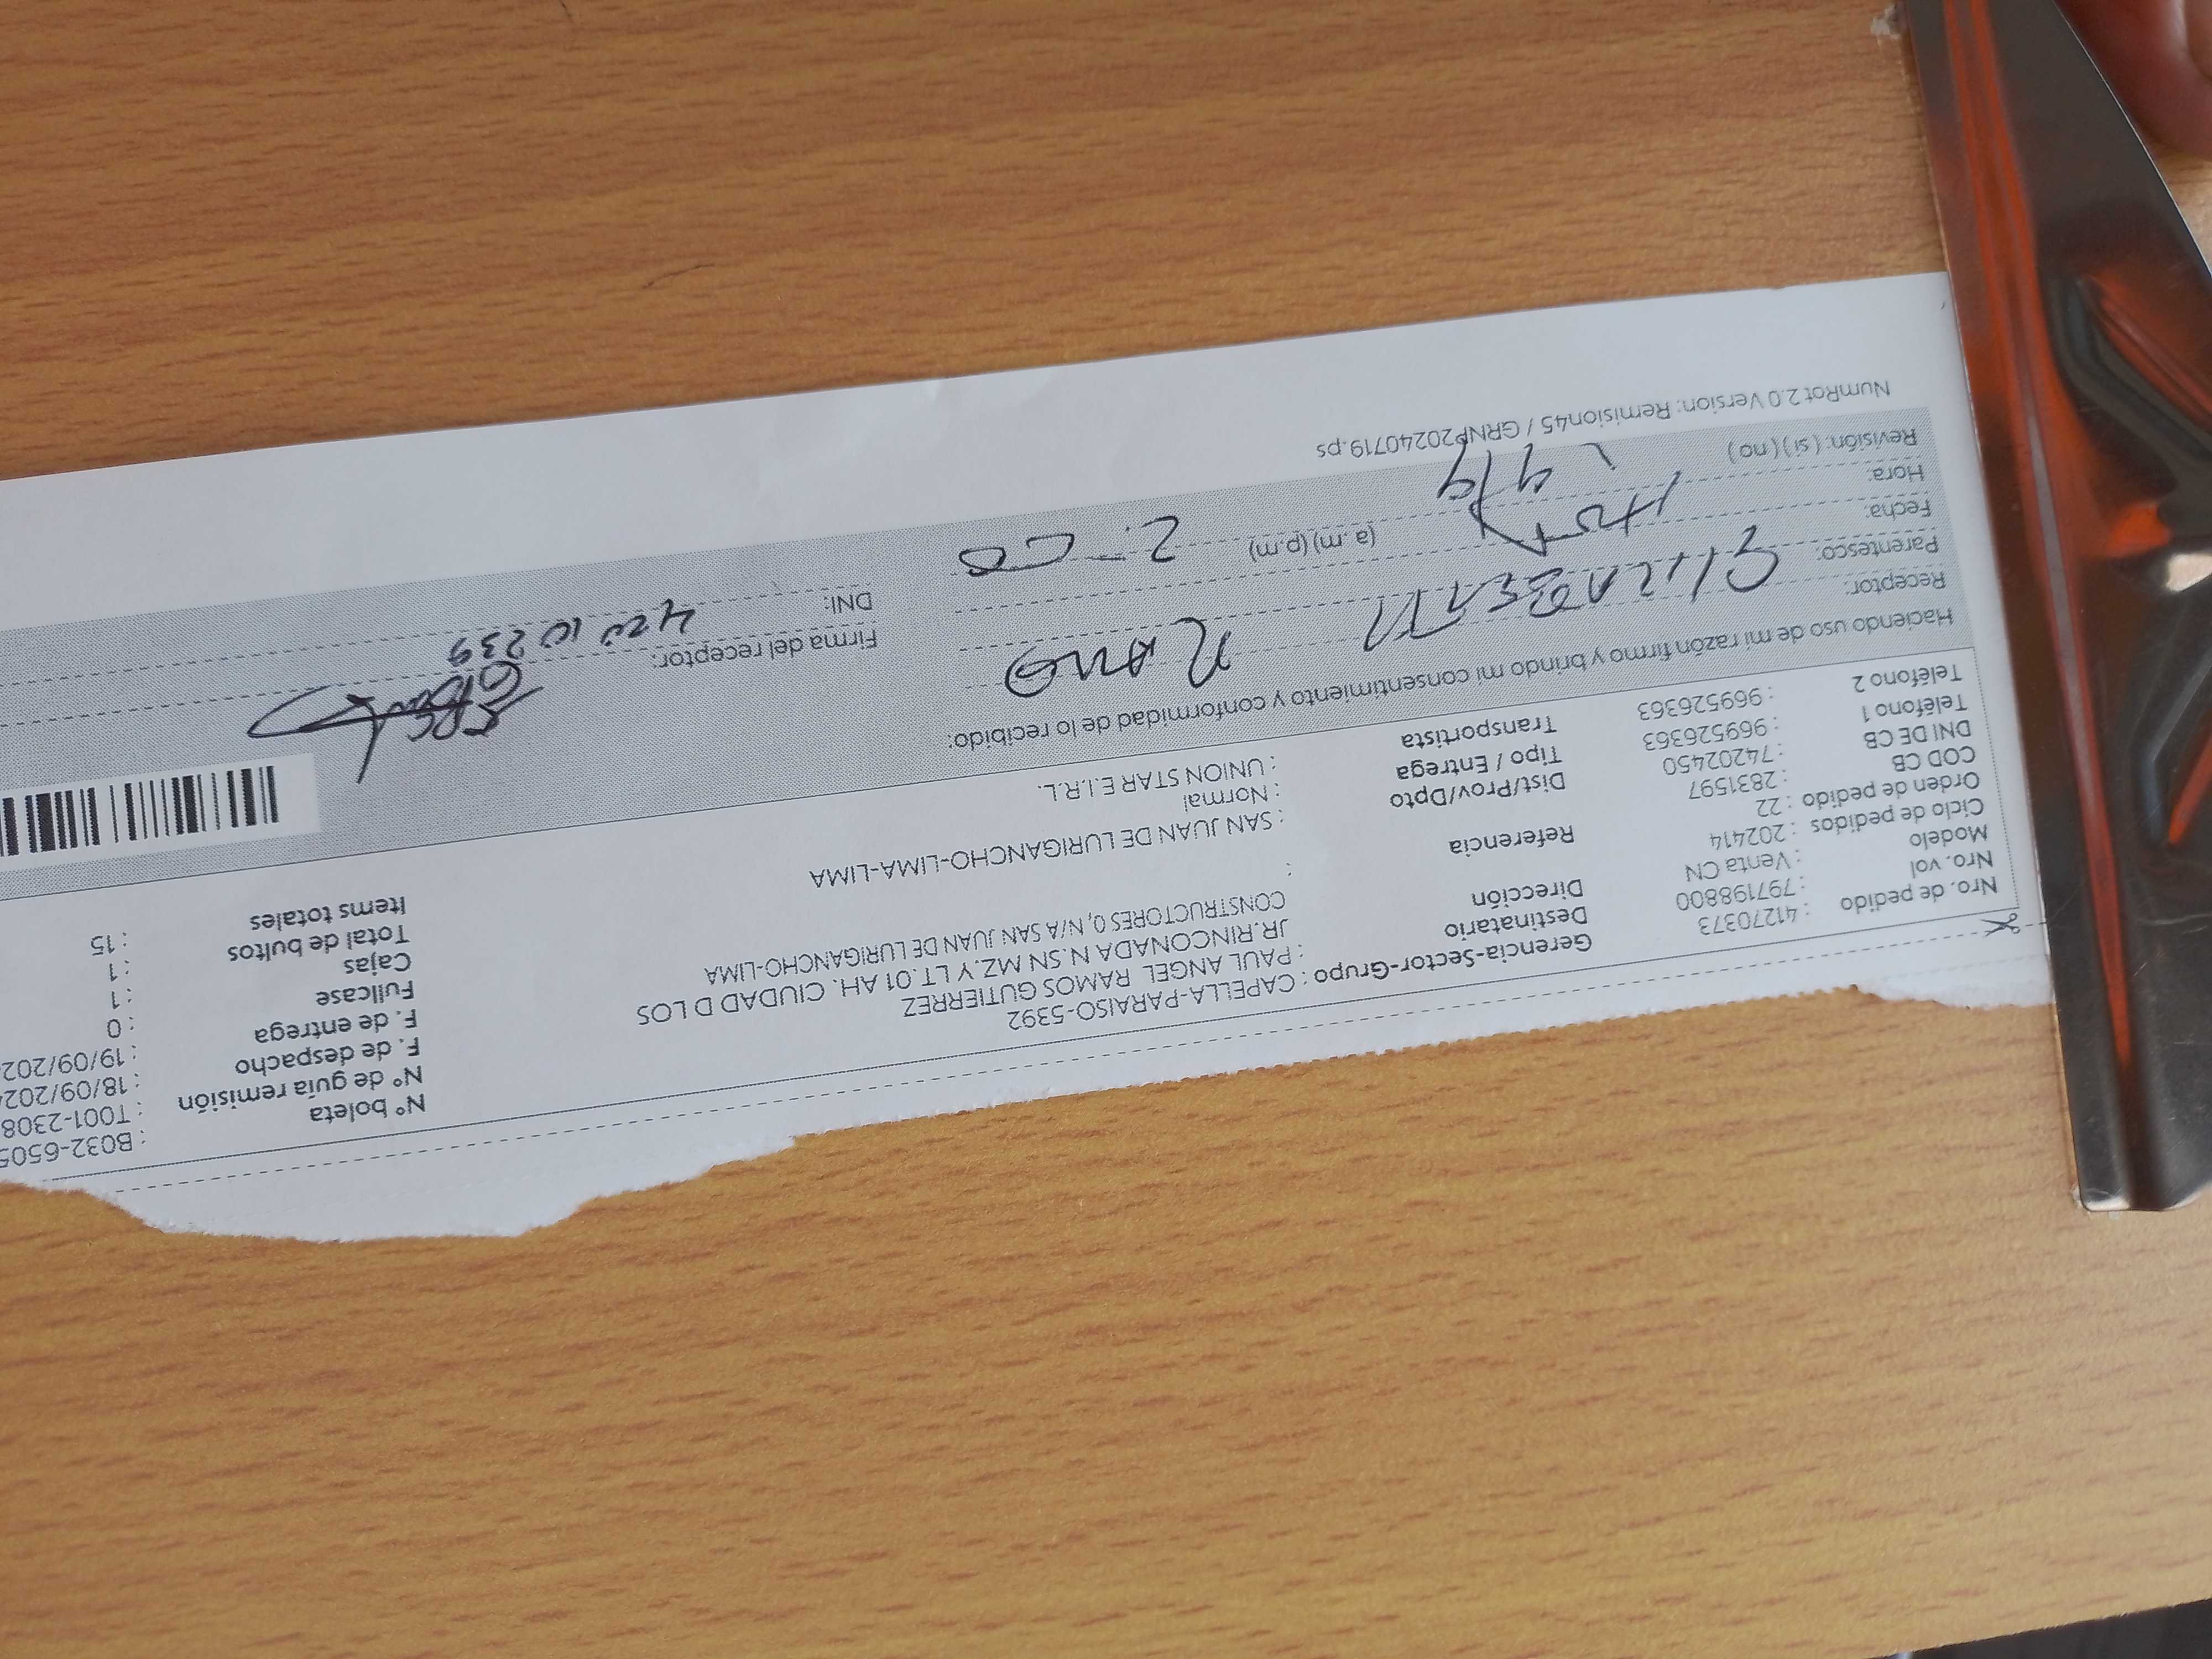 Nro. de pedido : 41270373
Nro. vol : 797198800
Modelo : Venta CN
Ciclo de pedidos : 202414
Orden de pedido : 22
COD CB : 2831597
DNI DE CB : 74202450
Teléfono 1 : 969526363
Teléfono 2 : 969526363
Gerencia-Sector-Grupo : CAPELLA-PARAISO-5392
Destinatario : PAUL ANGEL RAMOS GUTIERREZ
Dirección JR.RINCONADA N.SN MZ.Y LT.01 AH. CIUDAD D LOS
CONSTRUCTORES 0, N/A SAN JUAN DE LURIGANCHO-LIMA
Referencia :
Dist/Prov/Dpto : SAN JUAN DE LURIGANCHO-LIMA-LIMA
Tipo / Entrega : Normal
Transportista : UNION STAR E.I.R.L.
N° boleta : B032-6505
N° de guía remisión : T001-2308
F. de despacho : 18/09/202
F. de entrega : 19/09/202
Fullcase : 0
Cajas : 1
Total de bultos : 1
Items totales : 15
Haciendo uso de mi razón firmo y brindo mi consentimiento y conformidad de lo recibido:
Receptor: ELIZABETH
Parentesco:
Fecha: 19/9
Hora: (a.m) (p.m)
Revisión: ( si ) ( no )
Firma del receptor:
DNI:
NumRot 2.0 Version: Remision45 / GRNP20240719.ps